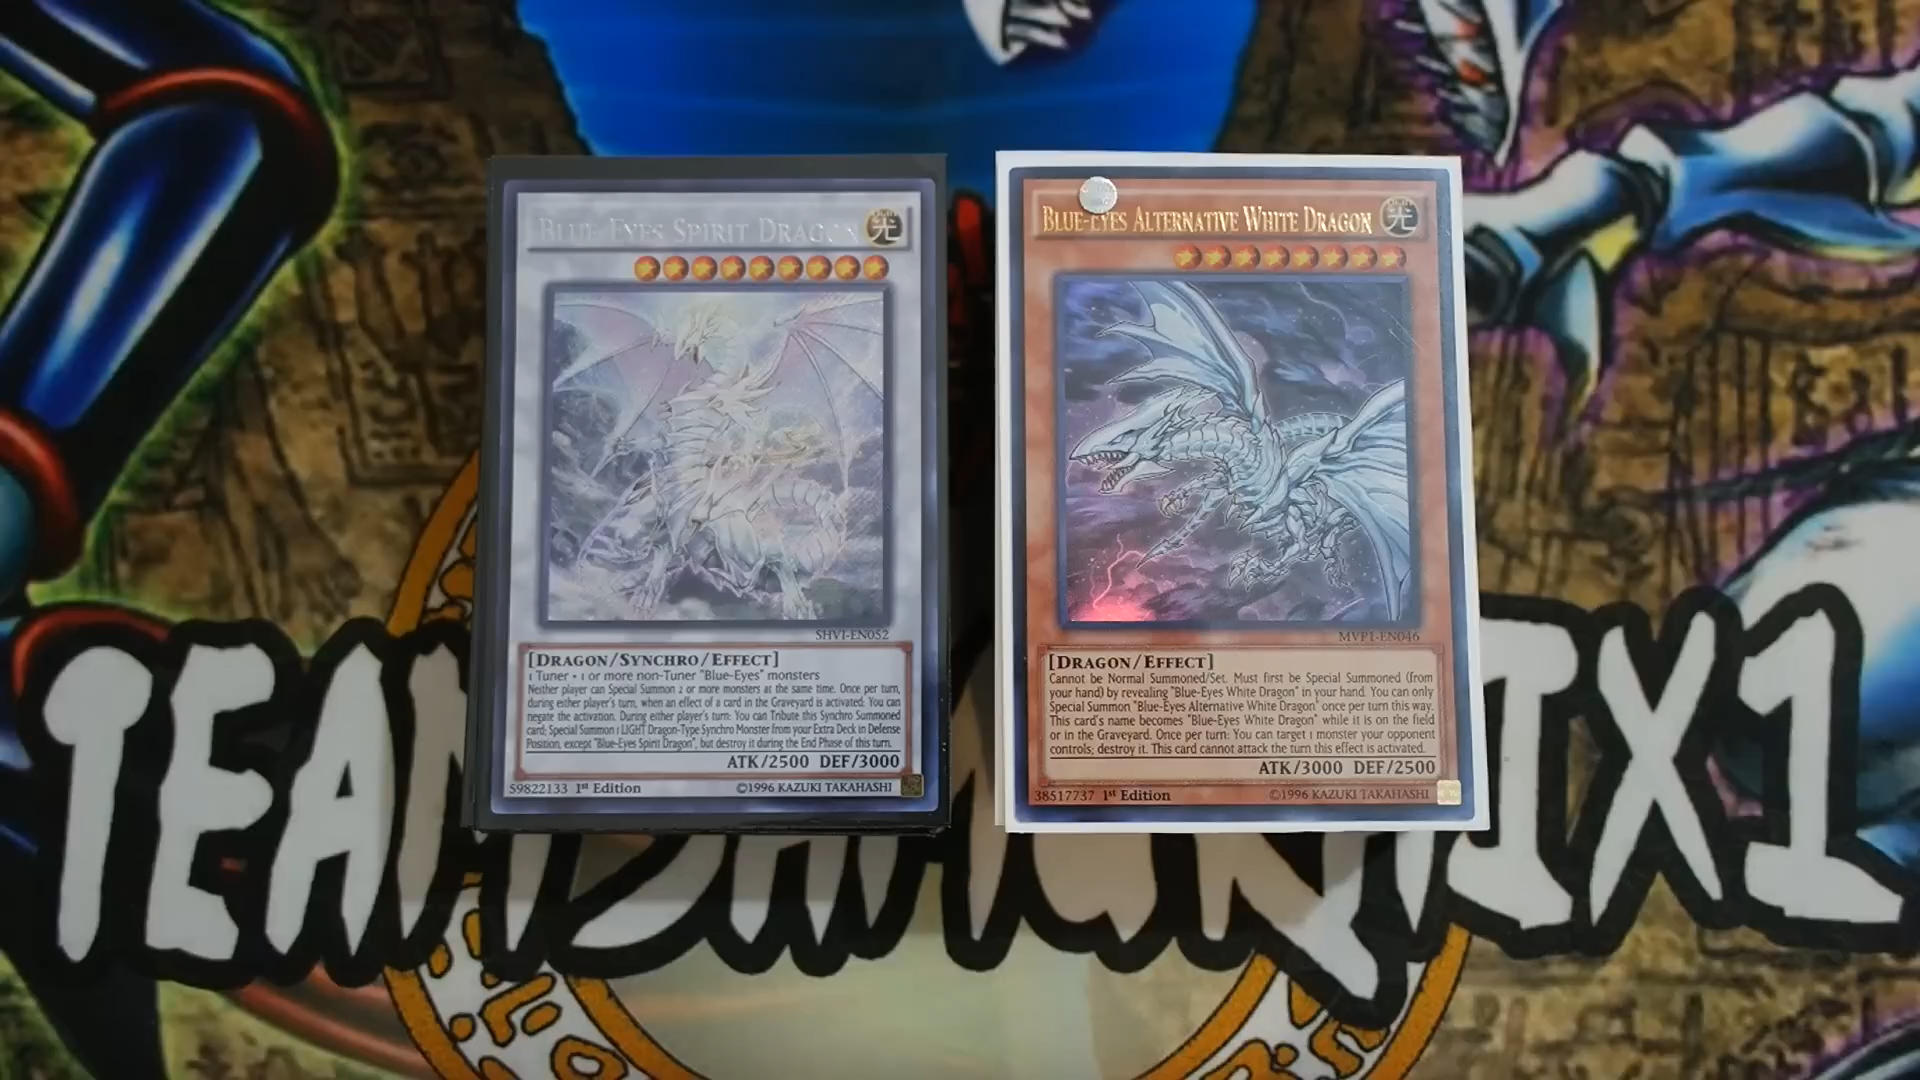 BLUE-EYES SPIRIT DRAGON
光
SHVI-EN052
[DRAGON/SYNCHRO/EFFECT]
1 Tuner + 1 or more non-Tuner "Blue-Eyes" monsters
Neither player can Special Summon 2 or more monsters at the same time. Once per turn,
during either player's turn, when an effect of a card in the Graveyard is activated: You can
negate the activation. During either player's turn: You can Tribute this Synchro Summoned
card; Special Summon 1 LIGHT Dragon-Type Synchro Monster from your Extra Deck in Defense
Position, except "Blue-Eyes Spirit Dragon", but destroy it during the End Phase of this turn.
ATK/2500 DEF/3000
59822133 1st Edition ©1996 KAZUKI TAKAHASHI
BLUE-EYES ALTERNATIVE WHITE DRAGON
光
MVP1-EN046
[DRAGON/EFFECT]
Cannot be Normal Summoned/Set. Must first be Special Summoned (from
your hand) by revealing "Blue-Eyes White Dragon" in your hand. You can only
Special Summon "Blue-Eyes Alternative White Dragon" once per turn this way.
This card's name becomes "Blue-Eyes White Dragon" while it is on the field
or in the Graveyard. Once per turn: You can target 1 monster your opponent
controls; destroy it. This card cannot attack the turn this effect is activated.
ATK/3000 DEF/2500
38517737 1st Edition ©1996 KAZUKI TAKAHASHI